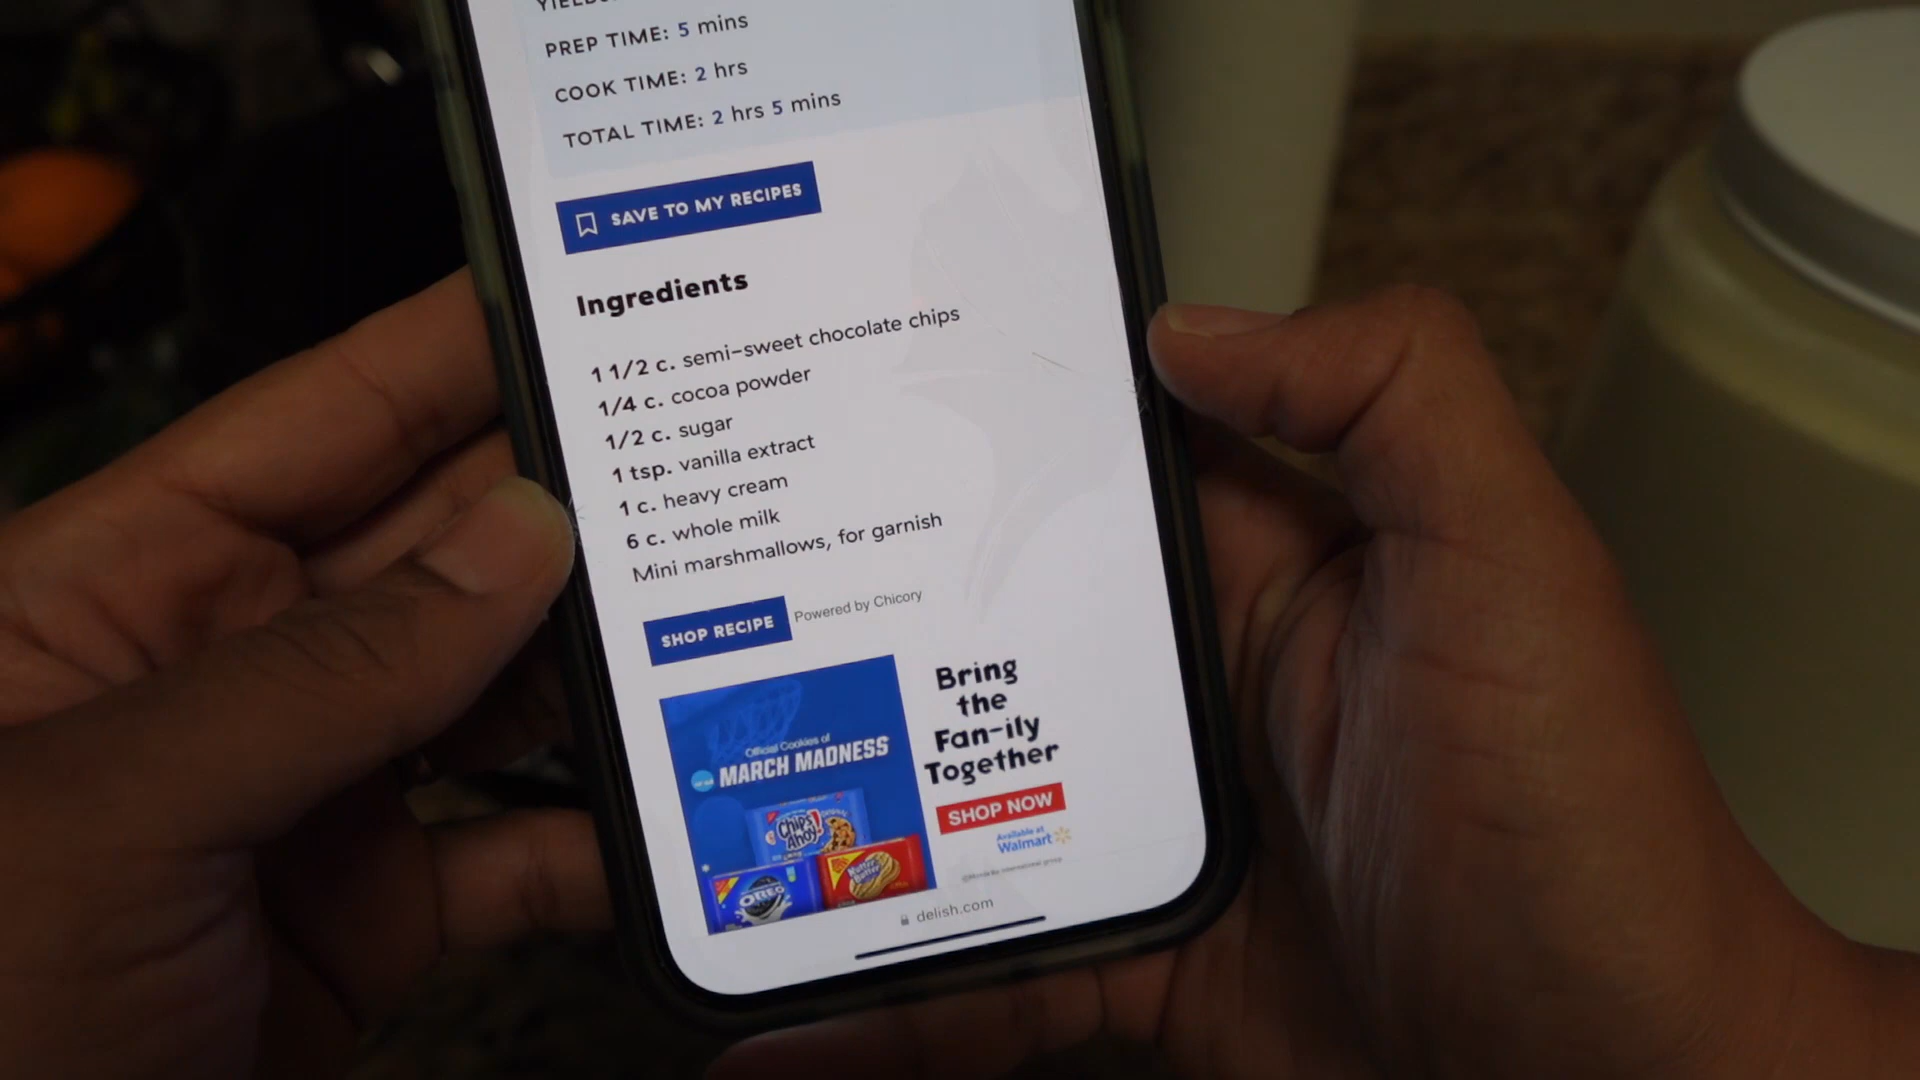 PREP TIME: 5 mins
COOK TIME: 2 hrs
TOTAL TIME: 2 hrs 5 mins
SAVE TO MY RECIPES
Ingredients
1 1/2 c. semi-sweet chocolate chips
1/4 c. cocoa powder
1/2 c. sugar
1 tsp. vanilla extract
1 c. heavy cream
6 c. whole milk
Mini marshmallows, for garnish
SHOP RECIPE Powered by Chicory
Official Cookies of
MARCH MADNESS
Chips Ahoy!
OREO
Nutter Butter
Bring
the
Fan-ily
Together
SHOP NOW
Available at
Walmart
delish.com